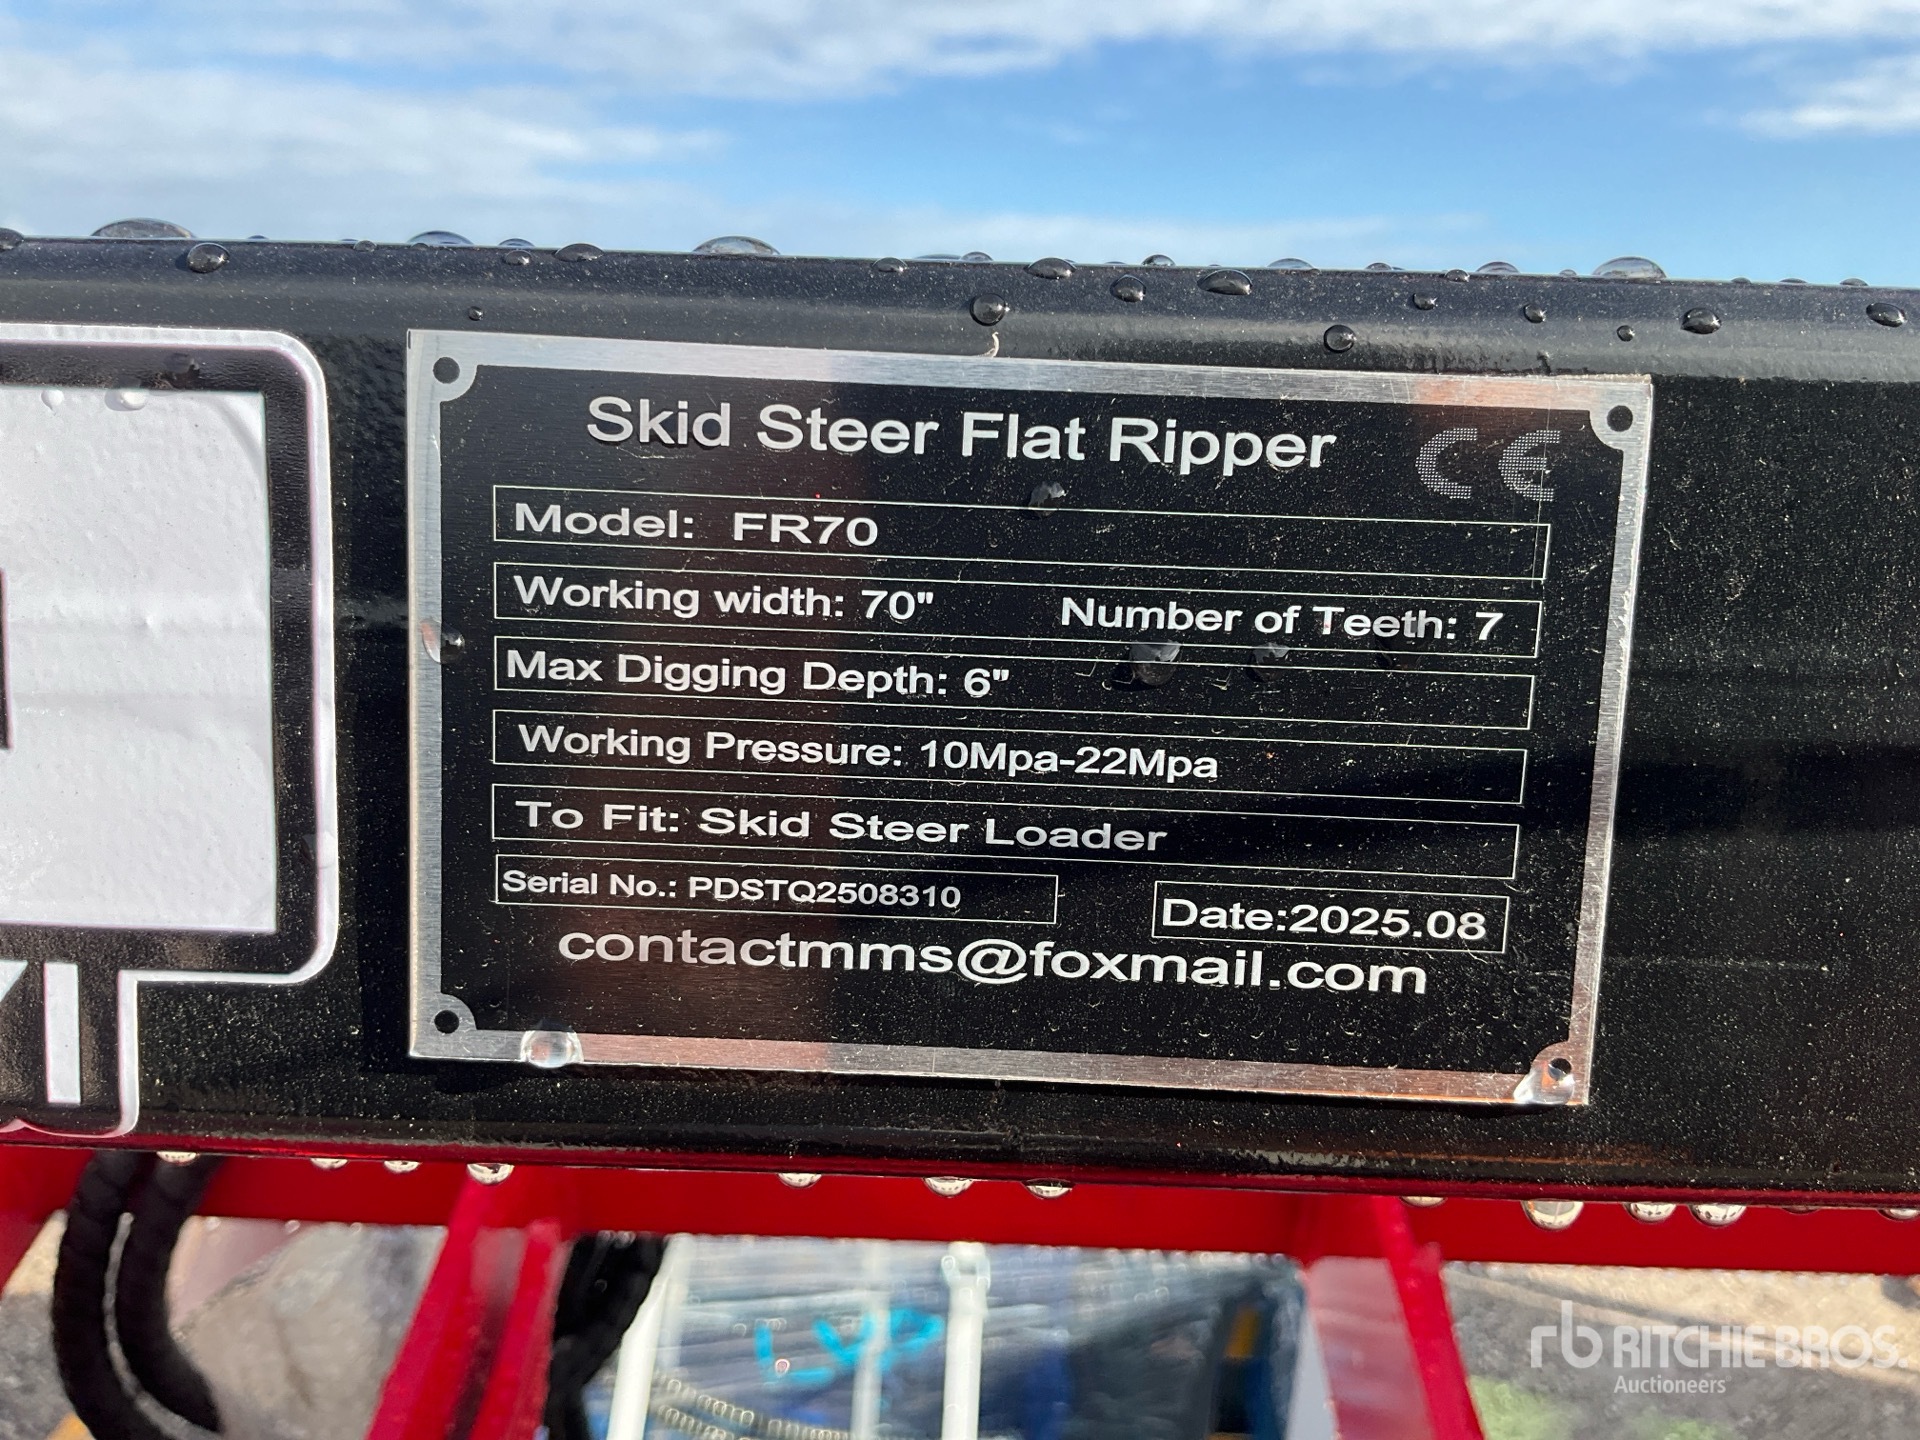 Skid Steer Flat Ripper CE
Model: FR70
Working width: 70" Number of Teeth: 7
Max Digging Depth: 6"
Working Pressure: 10Mpa-22Mpa
To Fit: Skid Steer Loader
Serial No.: PDSTQ2508310 Date:2025.08
contactmms@foxmail.com
rb RITCHIE BROS.
Auctioneers